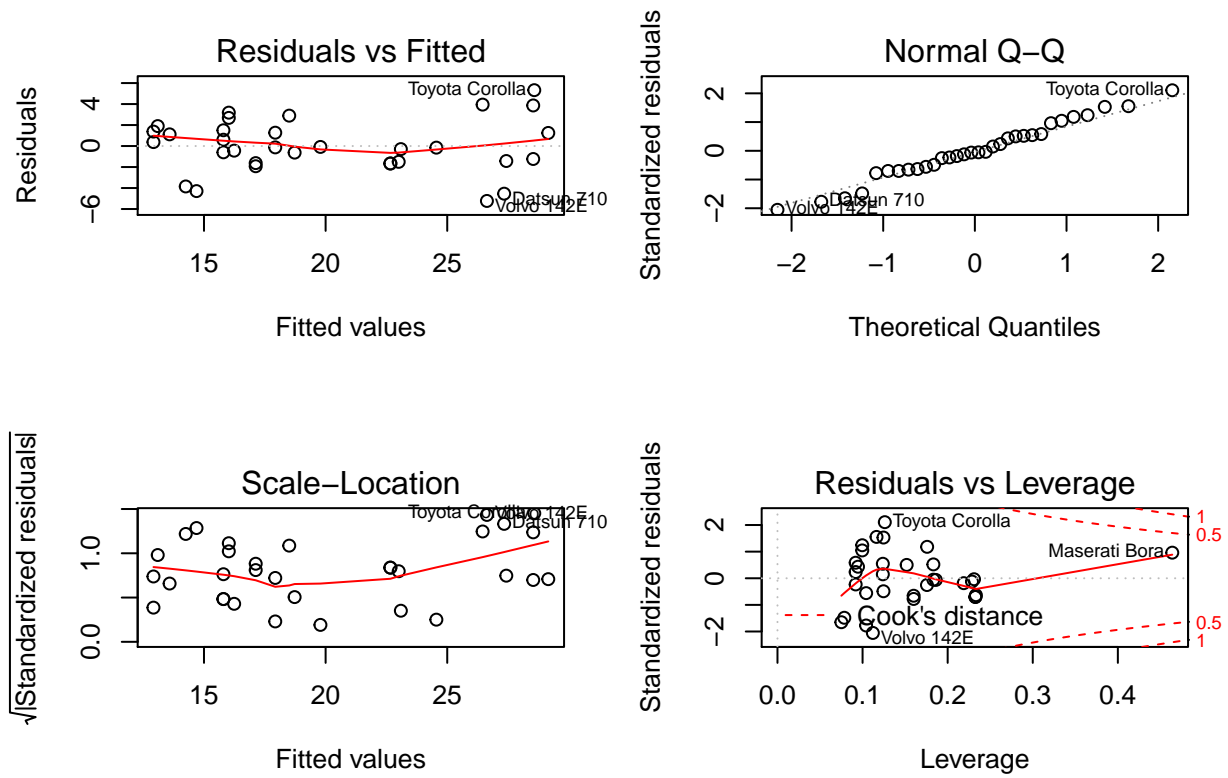 Residuals vs Fitted
Residuals
4
0
−6
Toyota Corolla
Datsun 710
Volvo 142E
15
20
25
Fitted values
Normal Q−Q
Standardized residuals
2
0
−2
Toyota Corolla
Datsun 710
Volvo 142E
−2
−1
0
1
2
Theoretical Quantiles
Scale−Location
√|Standardized residuals|
1.0
0.0
Toyota Corolla
Volvo 142E
Datsun 710
15
20
25
Fitted values
Residuals vs Leverage
Standardized residuals
2
0
−2
Toyota Corolla
Maserati Bora
Cook's distance
Volvo 142E
1
0.5
0.5
1
0.0
0.1
0.2
0.3
0.4
Leverage